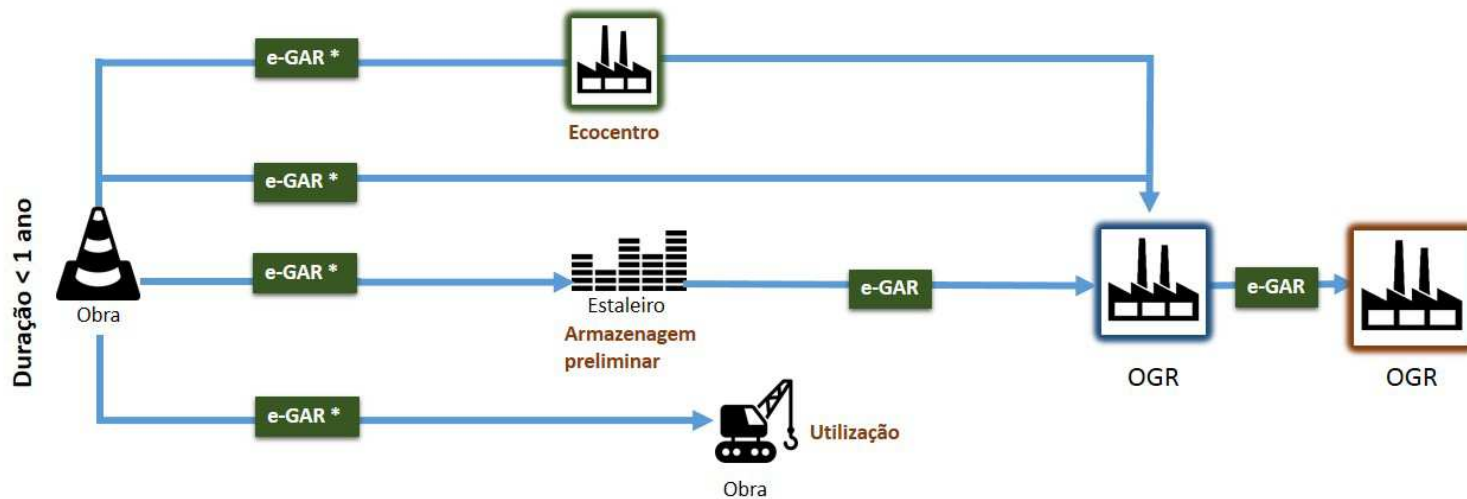 Duração < 1 ano
e-GAR *
Ecocentro
e-GAR *
Obra
e-GAR *
Estaleiro
Armazenagem
preliminar
e-GAR
OGR
e-GAR
OGR
e-GAR *
Utilização
Obra